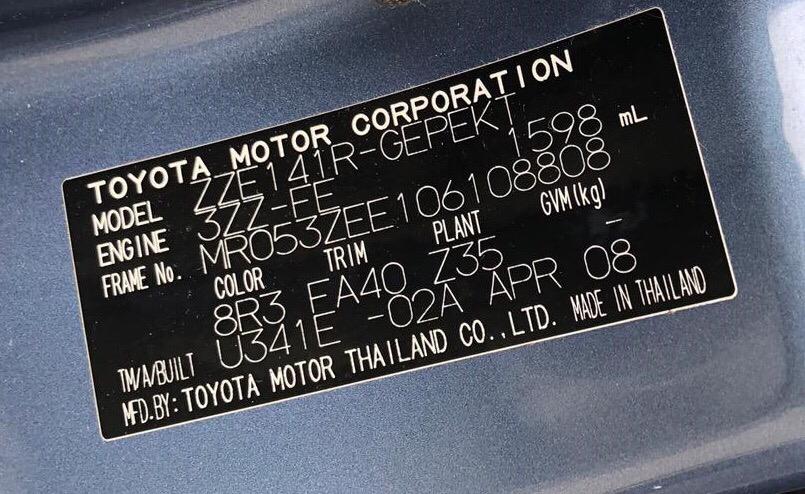 TOYOTA MOTOR CORPORATION
MODEL ZZE141R-GEPEKT
ENGINE 3ZZ-FE 1598 mL
FRAME No. MR053ZEE106108808
COLOR TRIM PLANT GVM(kg)
8R3 FA40 Z35 –
TM/A/BUILT U341E -02A APR 08
MFD.BY: TOYOTA MOTOR THAILAND CO.,LTD. MADE IN THAILAND